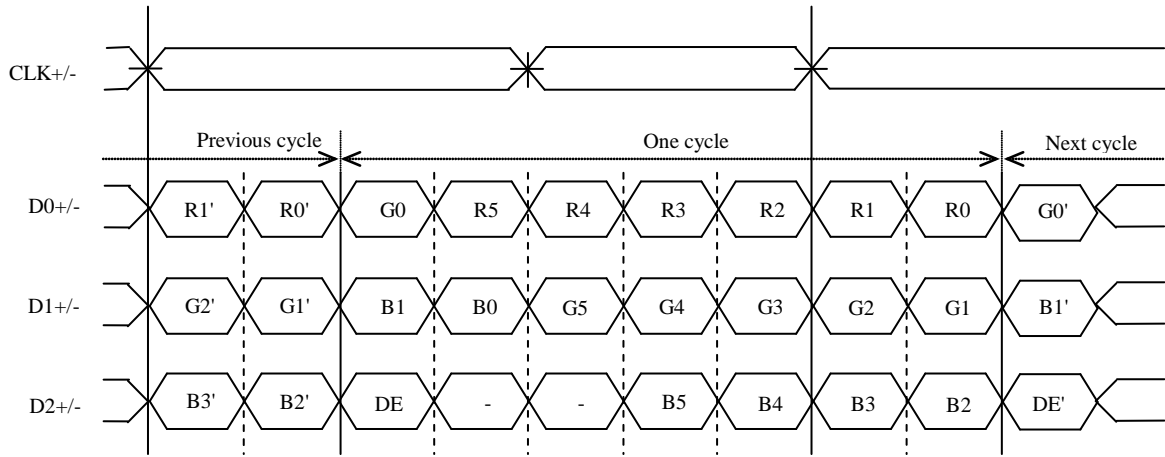 CLK+/-
Previous cycle One cycle Next cycle
D0+/- R1' R0' G0 R5 R4 R3 R2 R1 R0 G0'
D1+/- G2' G1' B1 B0 G5 G4 G3 G2 G1 B1'
D2+/- B3' B2' DE - - B5 B4 B3 B2 DE'